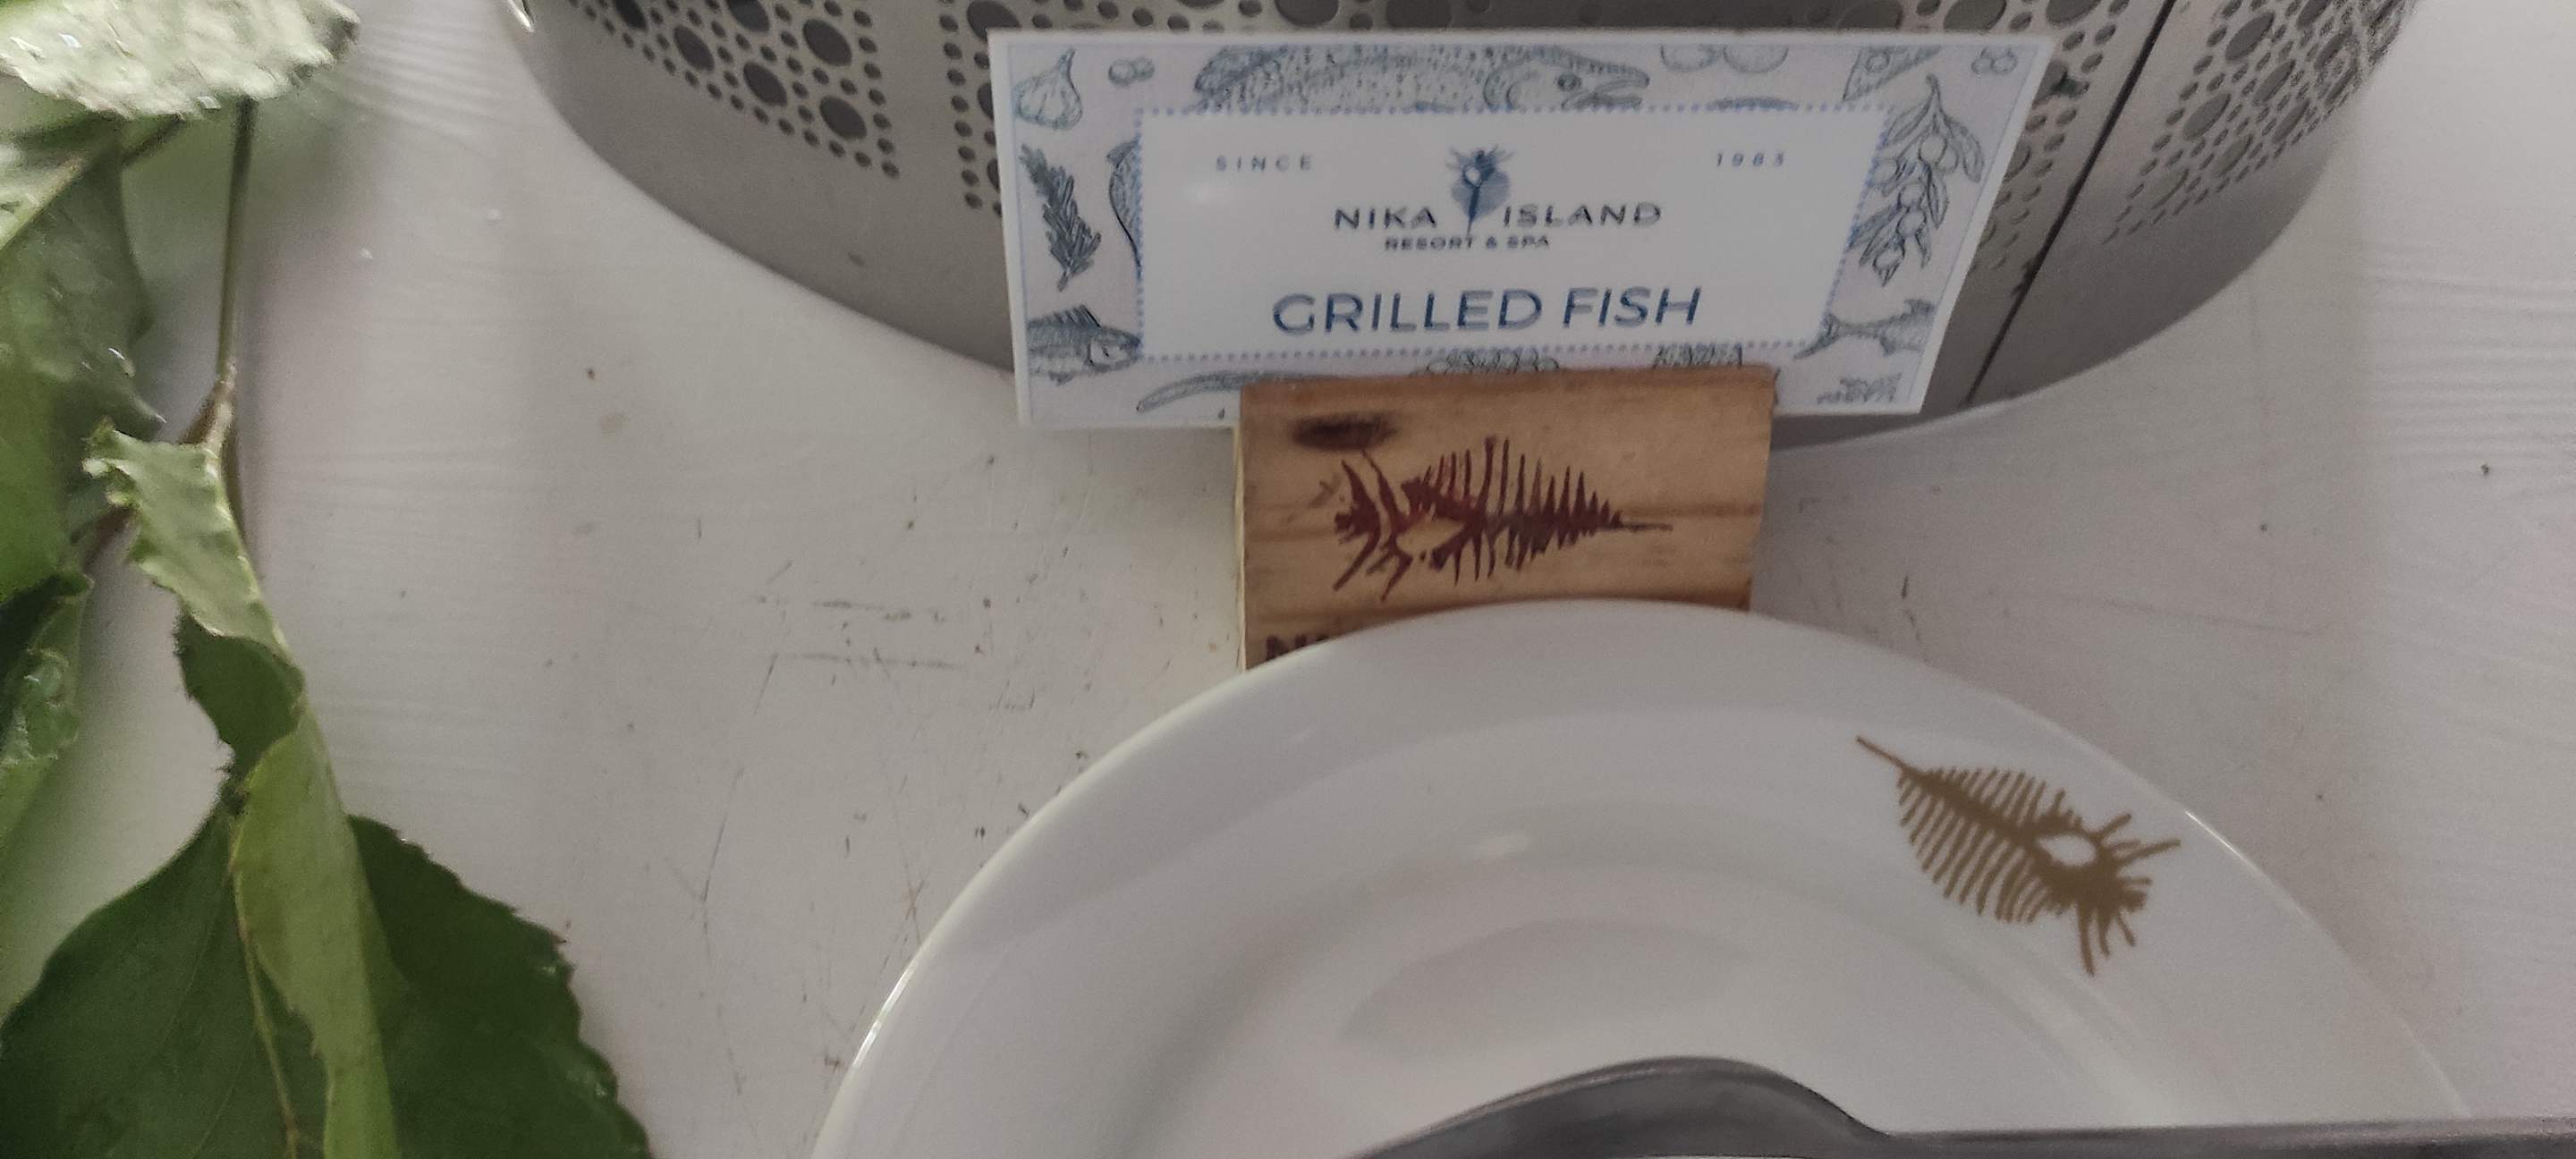 SINCE 1983
NIKA ISLAND
RESORT & SPA
GRILLED FISH